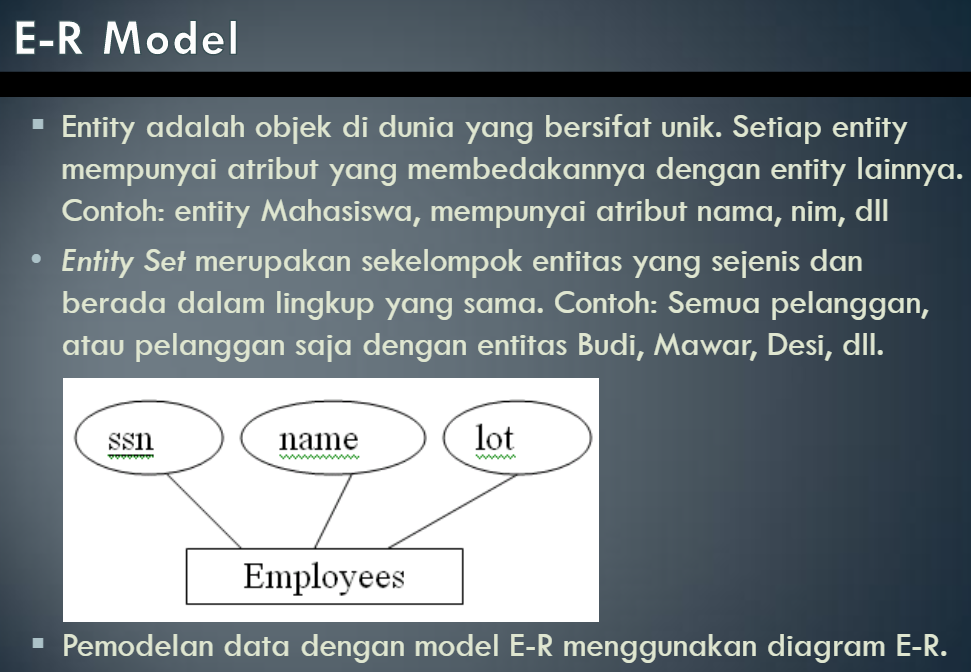 E-R Model
Entity adalah objek di dunia yang bersifat unik. Setiap entity
mempunyai atribut yang membedakannya dengan entity lainnya.
Contoh: entity Mahasiswa, mempunyai atribut nama, nim, dll
Entity Set merupakan sekelompok entitas yang sejenis dan
berada dalam lingkup yang sama. Contoh: Semua pelanggan,
atau pelanggan saja dengan entitas Budi, Mawar, Desi, dll.
ssn name lot
Employees
Pemodelan data dengan model E-R menggunakan diagram E-R.